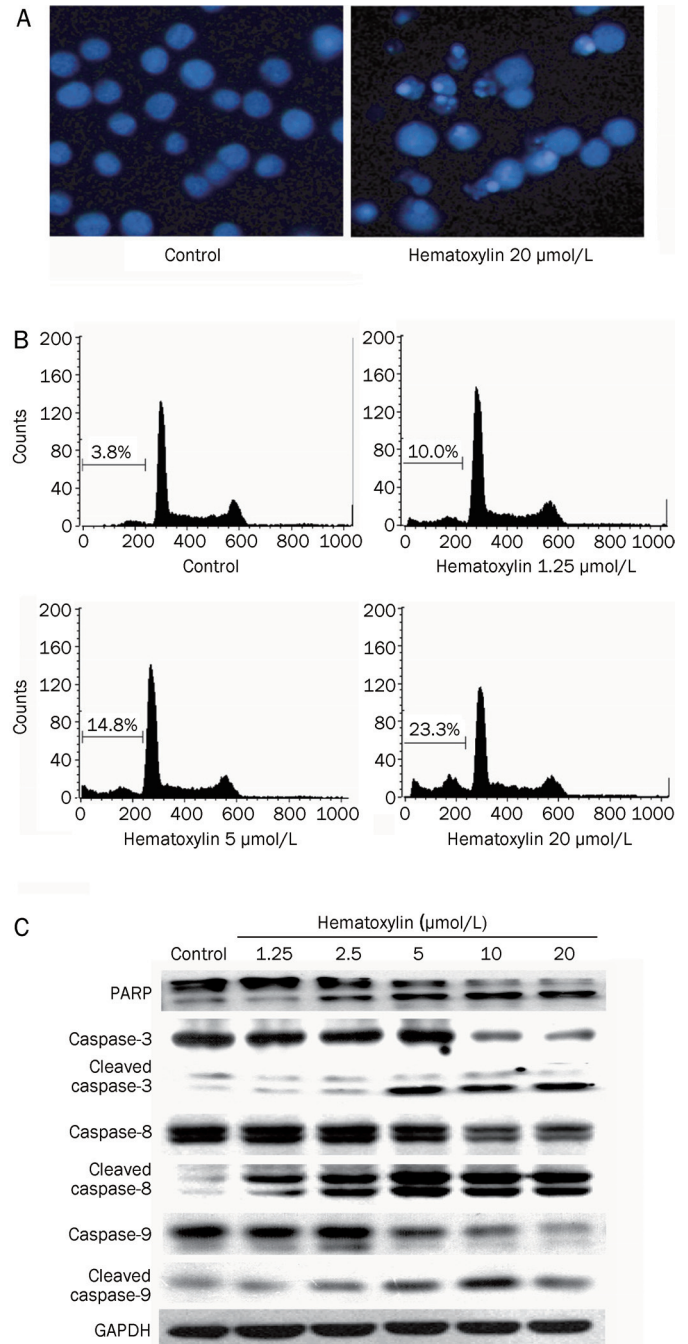 A
Control
Hematoxylin 20 µmol/L
B
200
160
120
80
40
0
Counts
3.8%
0 200 400 600 800 1000
Control
200
160
120
80
40
0
10.0%
0 200 400 600 800 1000
Hematoxylin 1.25 µmol/L
200
160
120
80
40
0
Counts
14.8%
0 200 400 600 800 1000
Hematoxylin 5 µmol/L
200
160
120
80
40
0
23.3%
0 200 400 600 800 1000
Hematoxylin 20 µmol/L
C
Hematoxylin (µmol/L)
Control 1.25 2.5 5 10 20
PARP
Caspase-3
Cleaved
caspase-3
Caspase-8
Cleaved
caspase-8
Caspase-9
Cleaved
caspase-9
GAPDH